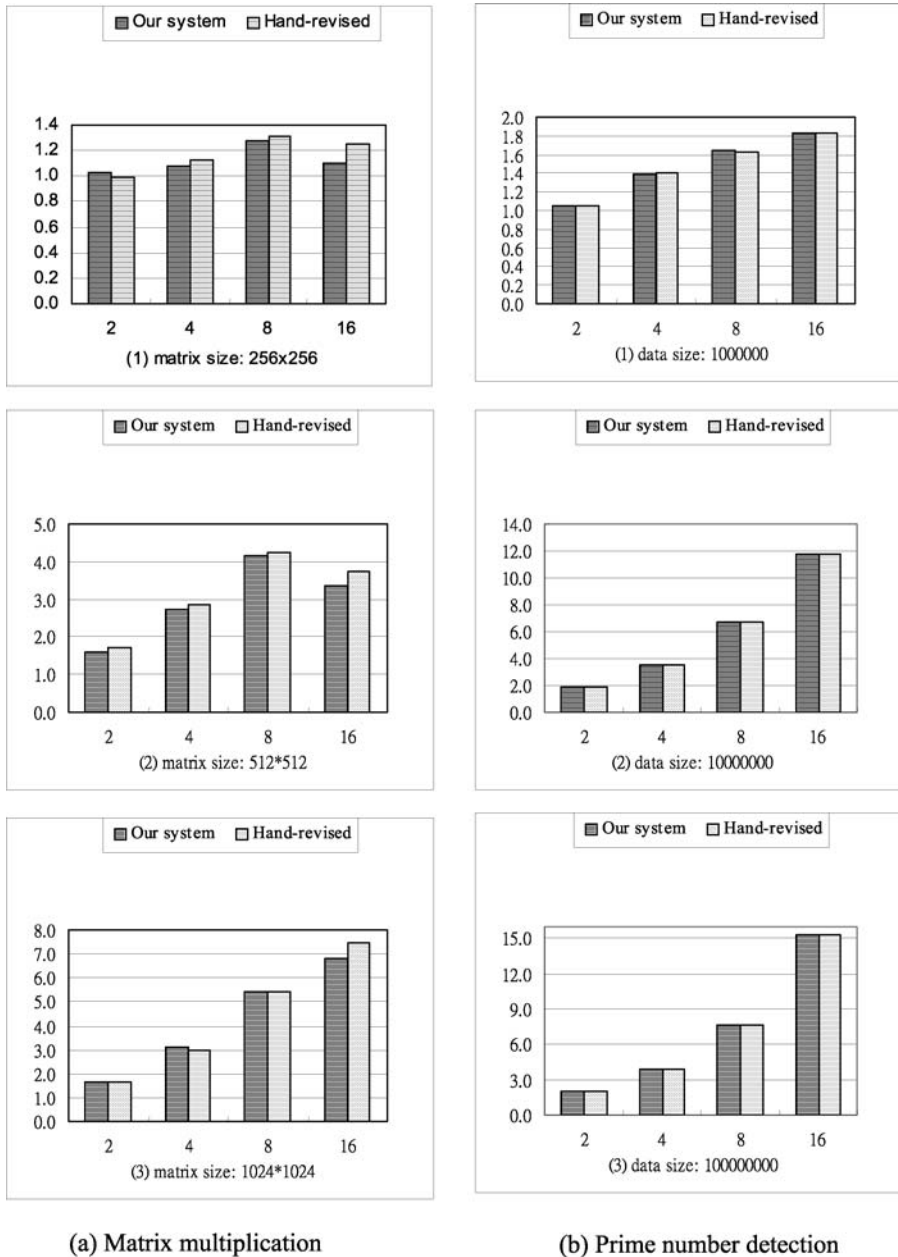 Our system Hand-revised
1.4
1.2
1.0
0.8
0.6
0.4
0.2
0.0
2 4 8 16
(1) matrix size: 256x256
Our system Hand-revised
2.0
1.8
1.6
1.4
1.2
1.0
0.8
0.6
0.4
0.2
0.0
2 4 8 16
(1) data size: 1000000
Our system Hand-revised
5.0
4.0
3.0
2.0
1.0
0.0
2 4 8 16
(2) matrix size: 512*512
Our system Hand-revised
14.0
12.0
10.0
8.0
6.0
4.0
2.0
0.0
2 4 8 16
(2) data size: 10000000
Our system Hand-revised
8.0
7.0
6.0
5.0
4.0
3.0
2.0
1.0
0.0
2 4 8 16
(3) matrix size: 1024*1024
Our system Hand-revised
15.0
12.0
9.0
6.0
3.0
0.0
2 4 8 16
(3) data size: 100000000
(a) Matrix multiplication
(b) Prime number detection